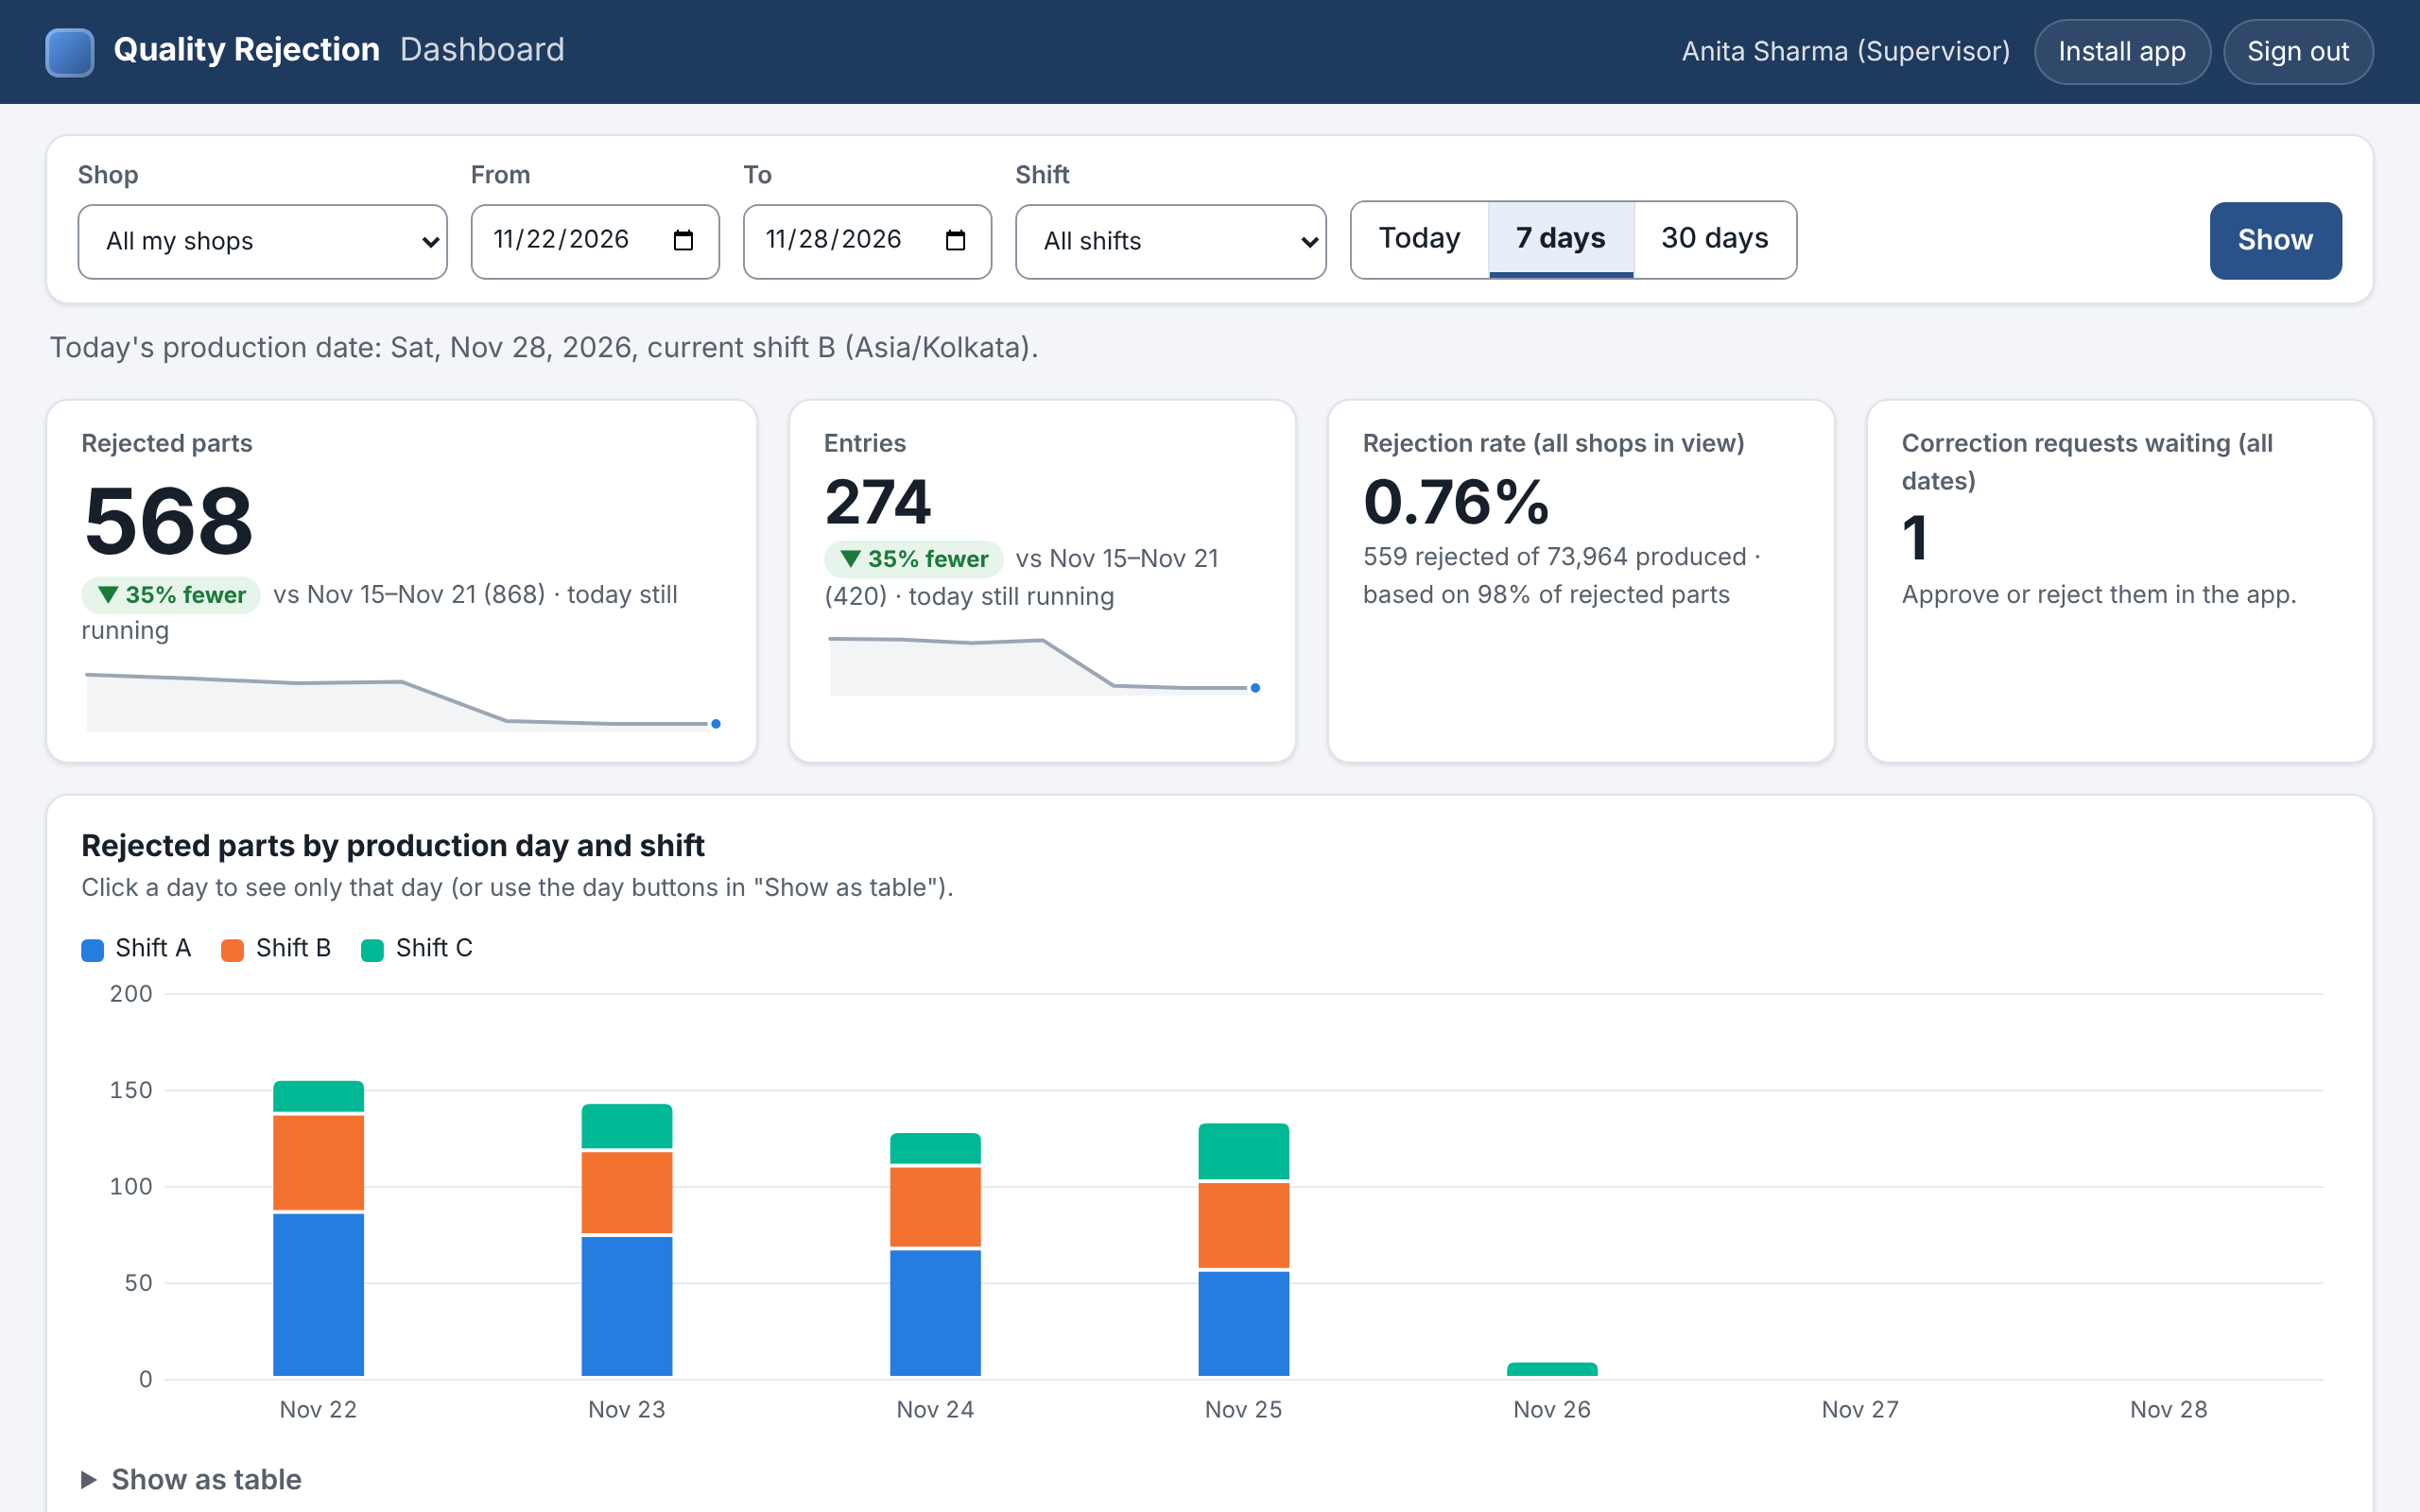 Quality Rejection Dashboard
Anita Sharma (Supervisor)
Install app
Sign out
Shop
From
To
Shift
All my shops
11/22/2026
11/28/2026
All shifts
Today
7 days
30 days
Show
Today's production date: Sat, Nov 28, 2026, current shift B (Asia/Kolkata).
Rejected parts
568
▼ 35% fewer vs Nov 15–Nov 21 (868) · today still
running
Entries
274
▼ 35% fewer vs Nov 15–Nov 21
(420) · today still running
Rejection rate (all shops in view)
0.76%
559 rejected of 73,964 produced ·
based on 98% of rejected parts
Correction requests waiting (all
dates)
1
Approve or reject them in the app.
Rejected parts by production day and shift
Click a day to see only that day (or use the day buttons in "Show as table").
Shift A
Shift B
Shift C
200
150
100
50
0
Nov 22
Nov 23
Nov 24
Nov 25
Nov 26
Nov 27
Nov 28
▶ Show as table